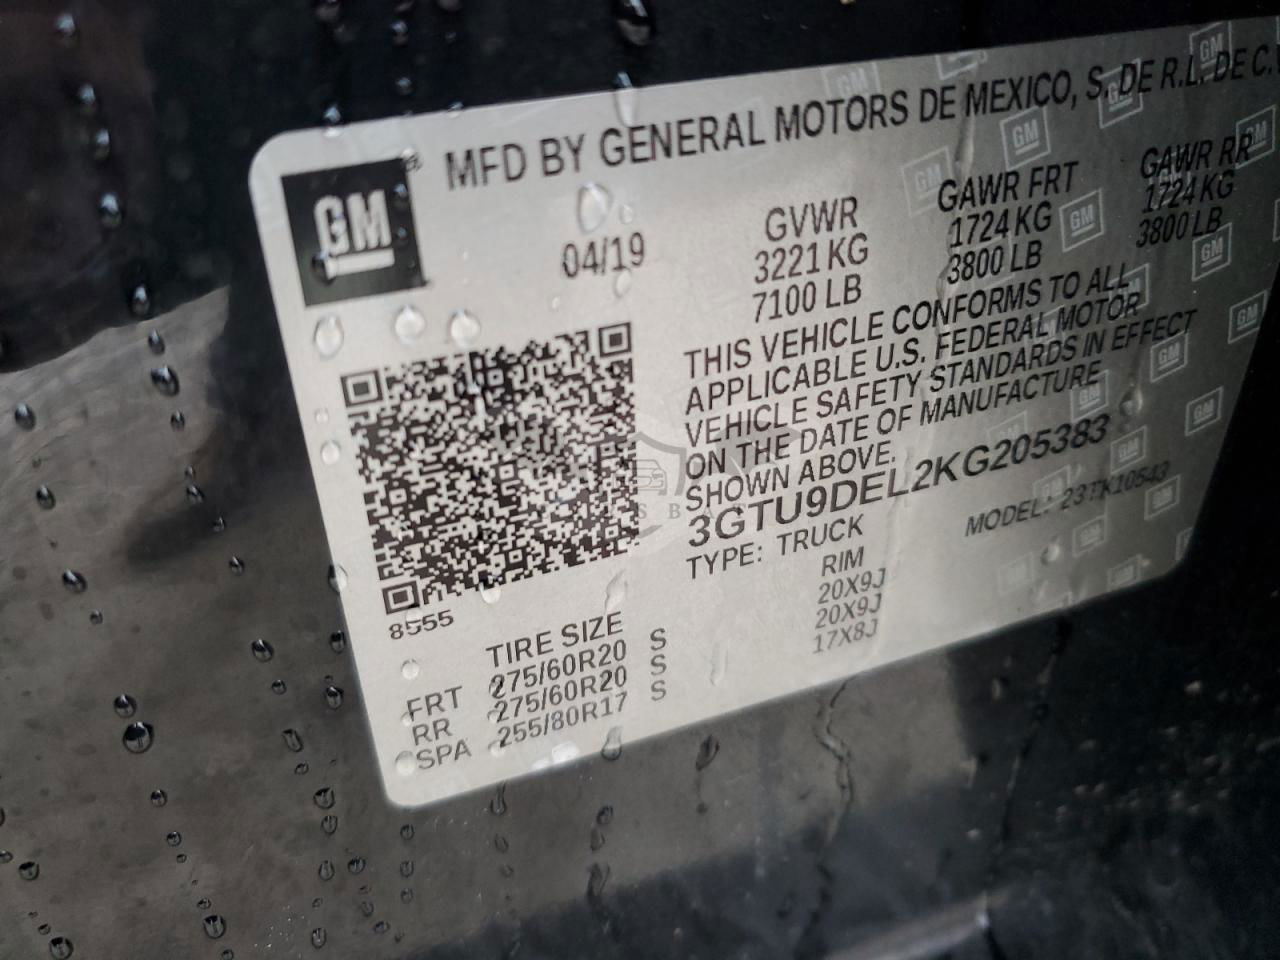 GM
MFD BY GENERAL MOTORS DE MEXICO, S. DE R.L. DE C.
04/19
GVWR GAWR FRT GAWR RR
3221 KG 1724 KG 1724 KG
7100 LB 3800 LB 3800 LB
THIS VEHICLE CONFORMS TO ALL
APPLICABLE U.S. FEDERAL MOTOR
VEHICLE SAFETY STANDARDS IN EFFECT
ON THE DATE OF MANUFACTURE
SHOWN ABOVE.
3GTU9DEL2KG205383
TYPE: TRUCK MODEL: 23TK10543
8555
TIRE SIZE RIM
FRT 275/60R20 S 20X9J
RR 275/60R20 S 20X9J
SPA 255/80R17 S 17X8J